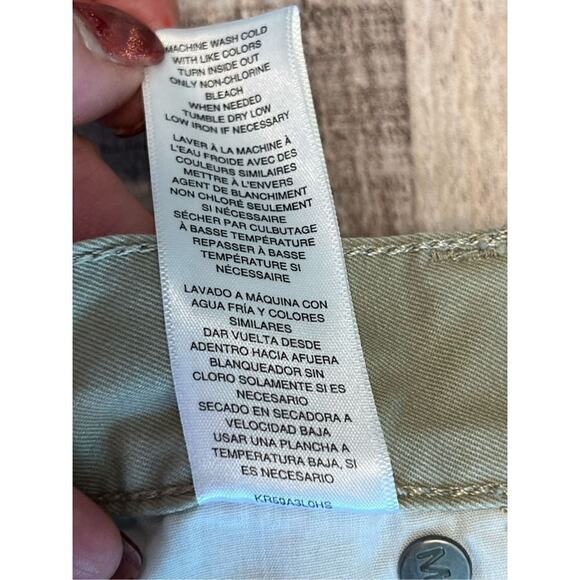 MACHINE WASH COLD
WITH LIKE COLORS
TURN INSIDE OUT
ONLY NON-CHLORINE
BLEACH
WHEN NEEDED
TUMBLE DRY LOW
LOW IRON IF NECESSARY
LAVER À LA MACHINE À
L'EAU FROIDE AVEC DES
COULEURS SIMILAIRES
METTRE À L'ENVERS
AGENT DE BLANCHIMENT
NON CHLORÉ SEULEMENT
SI NÉCESSAIRE
SÉCHER PAR CULBUTAGE
À BASSE TEMPÉRATURE
REPASSER À BASSE
TEMPÉRATURE SI
NÉCESSAIRE
LAVADO A MÁQUINA CON
AGUA FRÍA Y COLORES
SIMILARES
DAR VUELTA DESDE
ADENTRO HACIA AFUERA
BLANQUEADOR SIN
CLORO SOLAMENTE SI ES
NECESARIO
SECADO EN SECADORA A
VELOCIDAD BAJA
USAR UNA PLANCHA A
TEMPERATURA BAJA, SI
ES NECESARIO
M